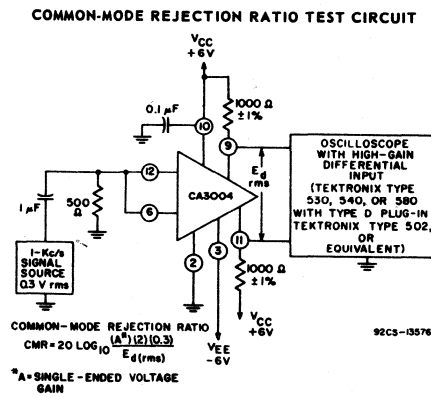 COMMON-MODE REJECTION RATIO TEST CIRCUIT
VCC
+6V
0.1 µF
1000 Ω
±1%
10
9
12
6
CA3004
Ed
rms
OSCILLOSCOPE
WITH HIGH-GAIN
DIFFERENTIAL
INPUT
(TEKTRONIX TYPE
530, 540, OR 580
WITH TYPE D PLUG-IN
TEKTRONIX TYPE 502,
OR
EQUIVALENT)
1 µF
500
Ω
2
3
11
1-Kc/s
SIGNAL
SOURCE
0.3 V rms
1000 Ω
±1%
VCC
+6V
VEE
-6V
COMMON-MODE REJECTION RATIO
CMR = 20 LOG10 (A*)(2)(0.3)
Ed (rms)
*A=SINGLE-ENDED VOLTAGE
GAIN
92CS-13576